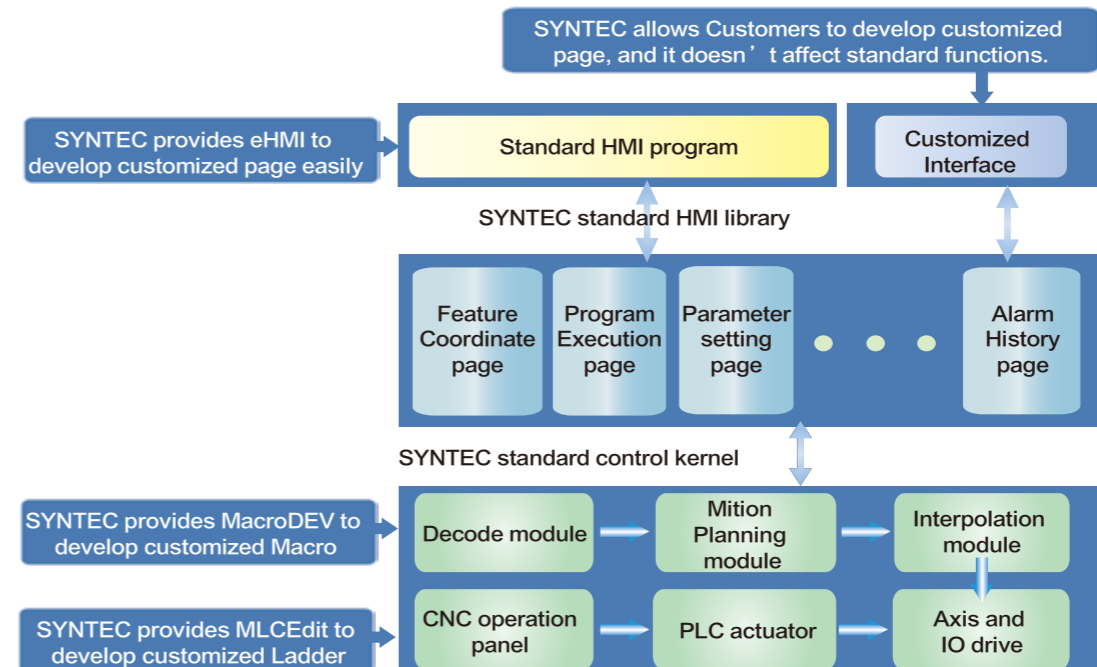 SYNTEC allows Customers to develop customized
page, and it doesn’t affect standard functions.
SYNTEC provides eHMI to
develop customized page easily
Standard HMI program
Customized
Interface
SYNTEC standard HMI library
Feature
Coordinate
page
Program
Execution
page
Parameter
setting
page
Alarm
History
page
SYNTEC standard control kernel
SYNTEC provides MacroDEV to
develop customized Macro
Decode module
Mition
Planning
module
Interpolation
module
SYNTEC provides MLCEdit to
develop customized Ladder
CNC operation
panel
PLC actuator
Axis and
IO drive